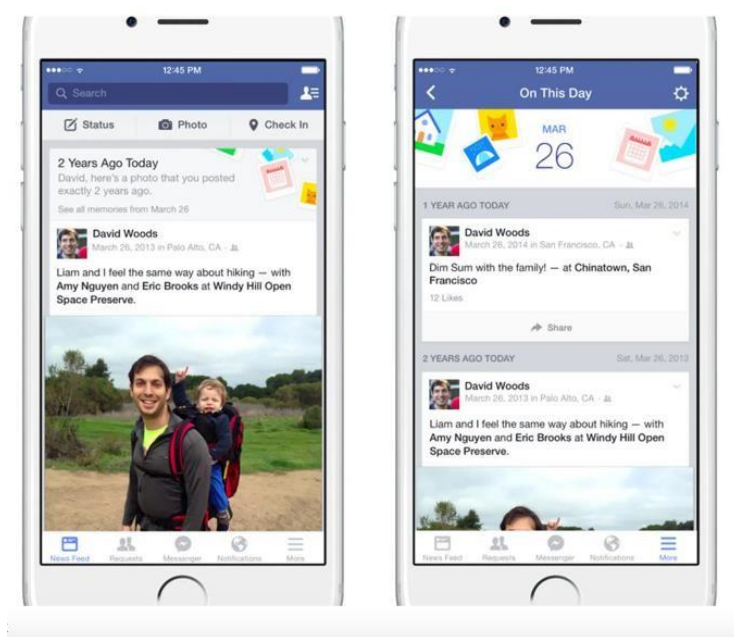 12:45 PM
Search
Status Photo Check In
2 Years Ago Today
David, here's a photo that you posted
exactly 2 years ago.
See all memories from March 26
David Woods
March 26, 2013 in Palo Alto, CA
Liam and I feel the same way about hiking — with
Amy Nguyen and Eric Brooks at Windy Hill Open
Space Preserve.
News Feed Requests Messenger Notifications More
12:45 PM
On This Day
MAR
26
1 YEAR AGO TODAY Sun, Mar 26, 2014
David Woods
March 26, 2014 in San Francisco, CA
Dim Sum with the family! — at Chinatown, San
Francisco
12 Likes
Share
2 YEARS AGO TODAY Sat, Mar 26, 2013
David Woods
March 26, 2013 in Palo Alto, CA
Liam and I feel the same way about hiking — with
Amy Nguyen and Eric Brooks at Windy Hill Open
Space Preserve.
News Feed Requests Messenger Notifications More